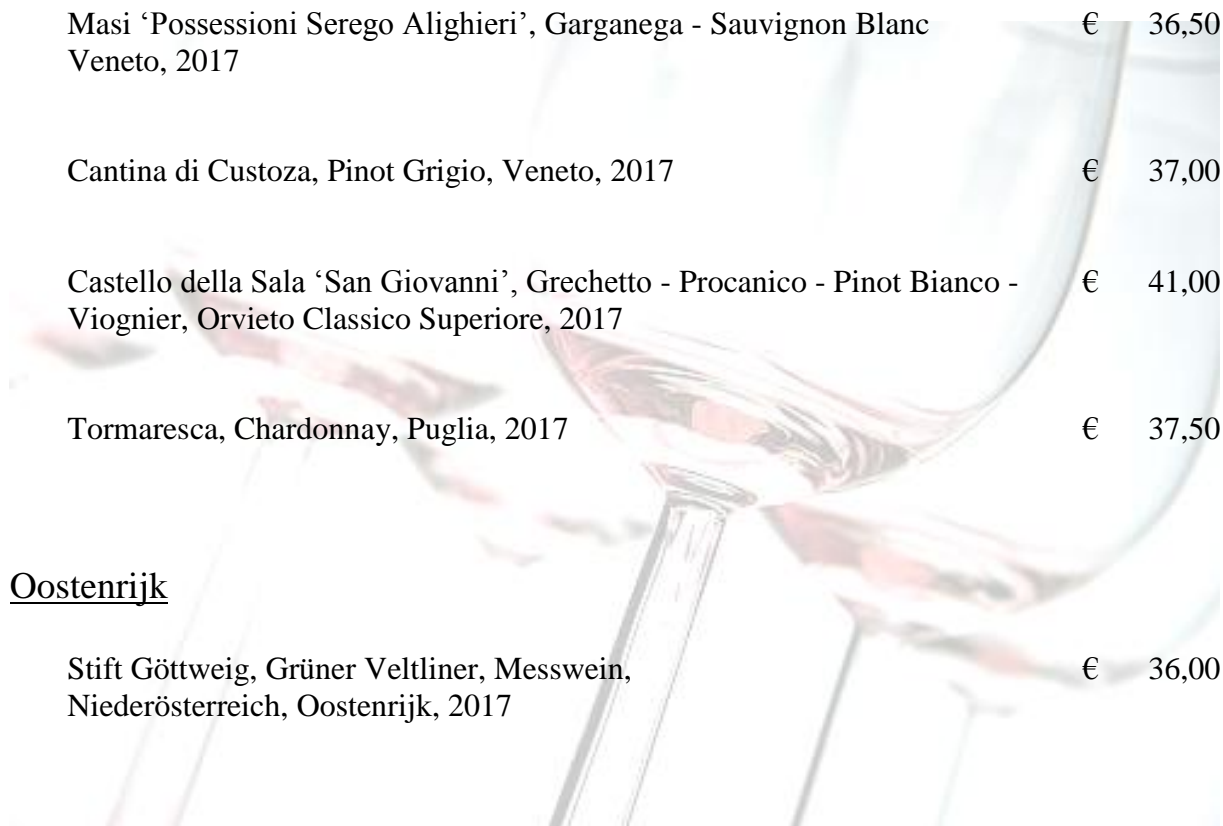 Masi ‘Possessioni Serego Alighieri’, Garganega - Sauvignon Blanc € 36,50
Veneto, 2017
Cantina di Custoza, Pinot Grigio, Veneto, 2017 € 37,00
Castello della Sala ‘San Giovanni’, Grechetto - Procanico - Pinot Bianco - € 41,00
Viognier, Orvieto Classico Superiore, 2017
Tormaresca, Chardonnay, Puglia, 2017 € 37,50
Oostenrijk
Stift Göttweig, Grüner Veltliner, Messwein, € 36,00
Niederösterreich, Oostenrijk, 2017